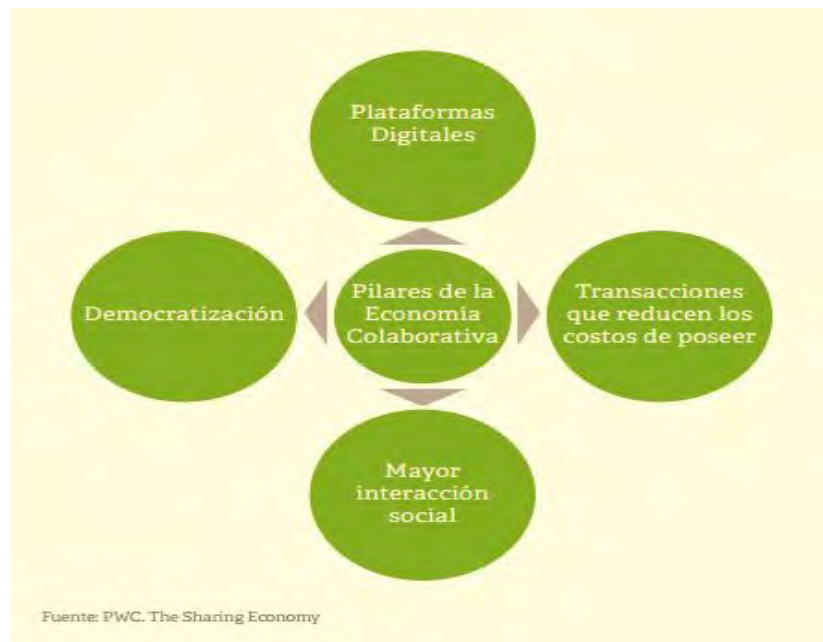 Plataformas
Digitales
Democratización
Pilares de la
Economía
Colaborativa
Transacciones
que reducen los
costos de poseer
Mayor
interacción
social
Fuente: PWC. The Sharing Economy